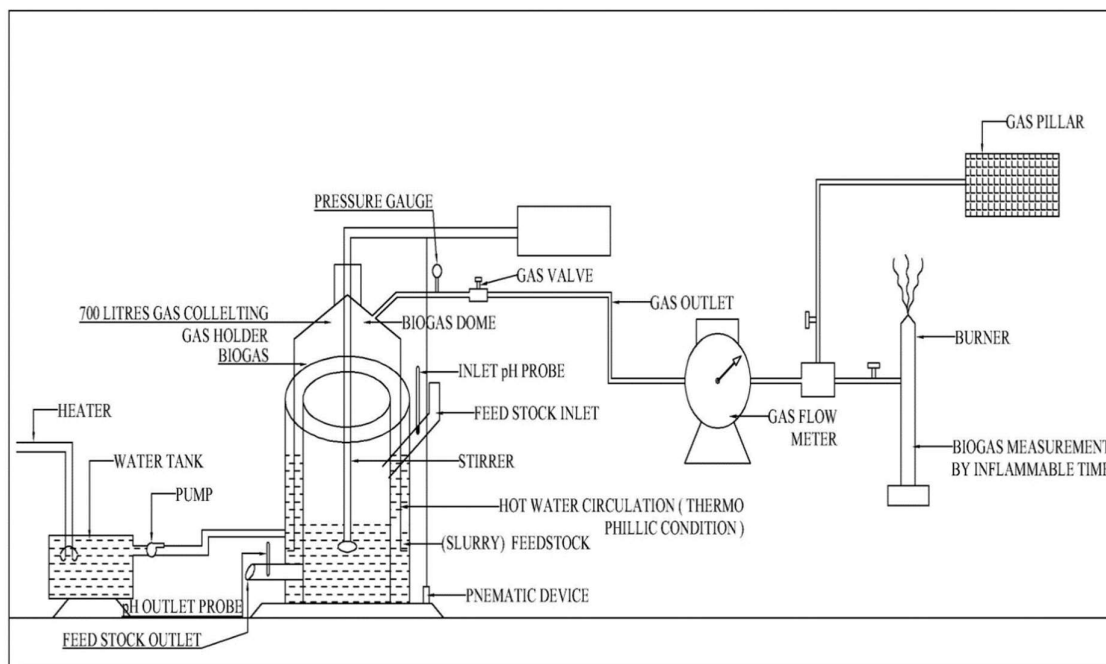 GAS PILLAR
PRESSURE GAUGE
GAS VALVE
700 LITRES GAS COLLELTING
GAS HOLDER
BIOGAS
BIOGAS DOME
GAS OUTLET
BURNER
INLET pH PROBE
FEED STOCK INLET
GAS FLOW
METER
HEATER
WATER TANK
STIRRER
BIOGAS MEASUREMENT
BY INFLAMMABLE TIME
PUMP
HOT WATER CIRCULATION ( THERMO
PHILLIC CONDITION )
(SLURRY) FEEDSTOCK
PNEMATIC DEVICE
pH OUTLET PROBE
FEED STOCK OUTLET